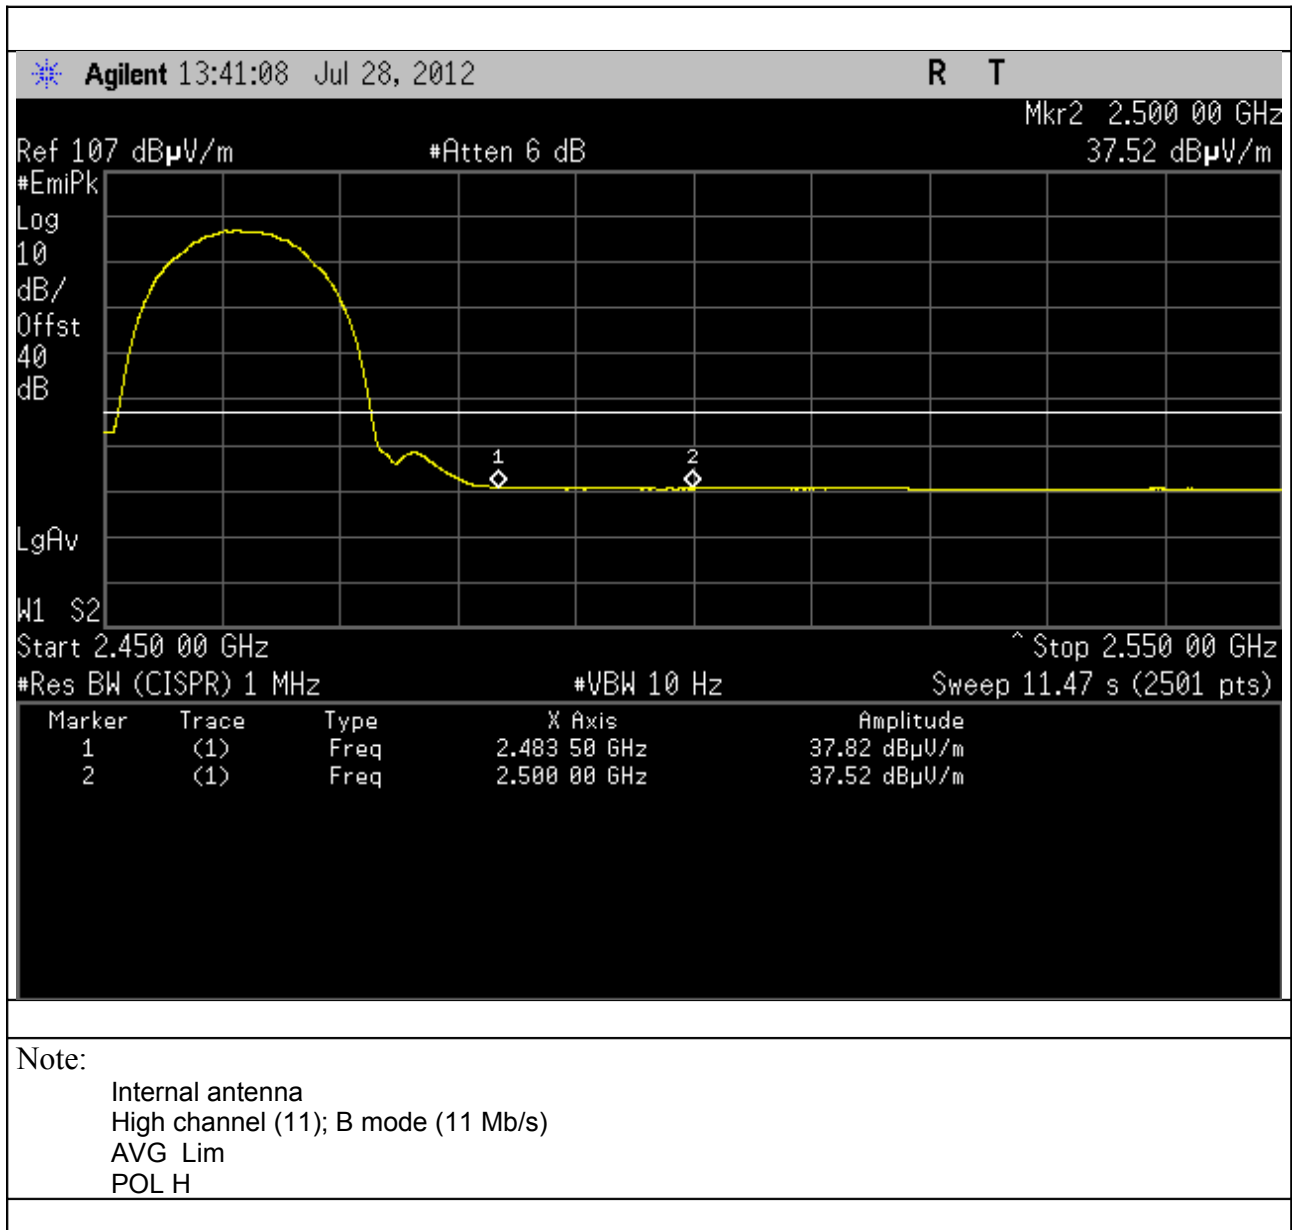 Agilent 13:41:08 Jul 28, 2012 R T
Mkr2 2.500 00 GHz
Ref 107 dBµV/m #Atten 6 dB 37.52 dBµV/m
#EmiPk
Log
10
dB/
Offst
40
dB
1 2
LgAv
W1 S2
Start 2.450 00 GHz ^ Stop 2.550 00 GHz
#Res BW (CISPR) 1 MHz #VBW 10 Hz Sweep 11.47 s (2501 pts)
Marker Trace Type X Axis Amplitude
1 (1) Freq 2.483 50 GHz 37.82 dBµV/m
2 (1) Freq 2.500 00 GHz 37.52 dBµV/m
Note:
Internal antenna
High channel (11); B mode (11 Mb/s)
AVG Lim
POL H